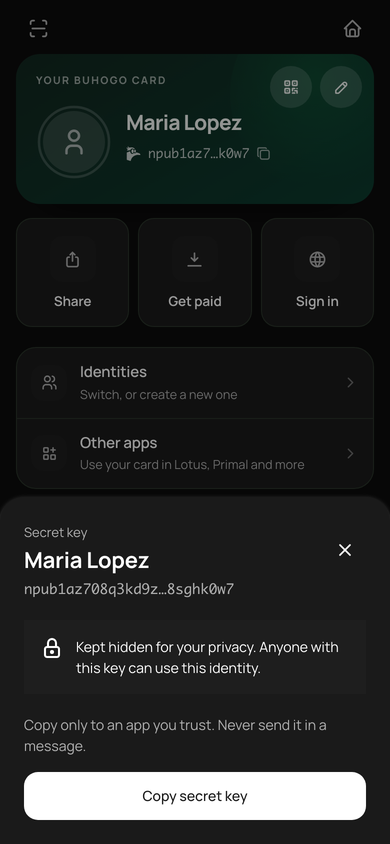 YOUR BUHOGO CARD
Maria Lopez
npub1az7…k0w7
Share
Get paid
Sign in
Identities
Switch, or create a new one
Other apps
Use your card in Lotus, Primal and more
Secret key
Maria Lopez
npub1az708q3kd9z…8sghk0w7
Kept hidden for your privacy. Anyone with
this key can use this identity.
Copy only to an app you trust. Never send it in a
message.
Copy secret key